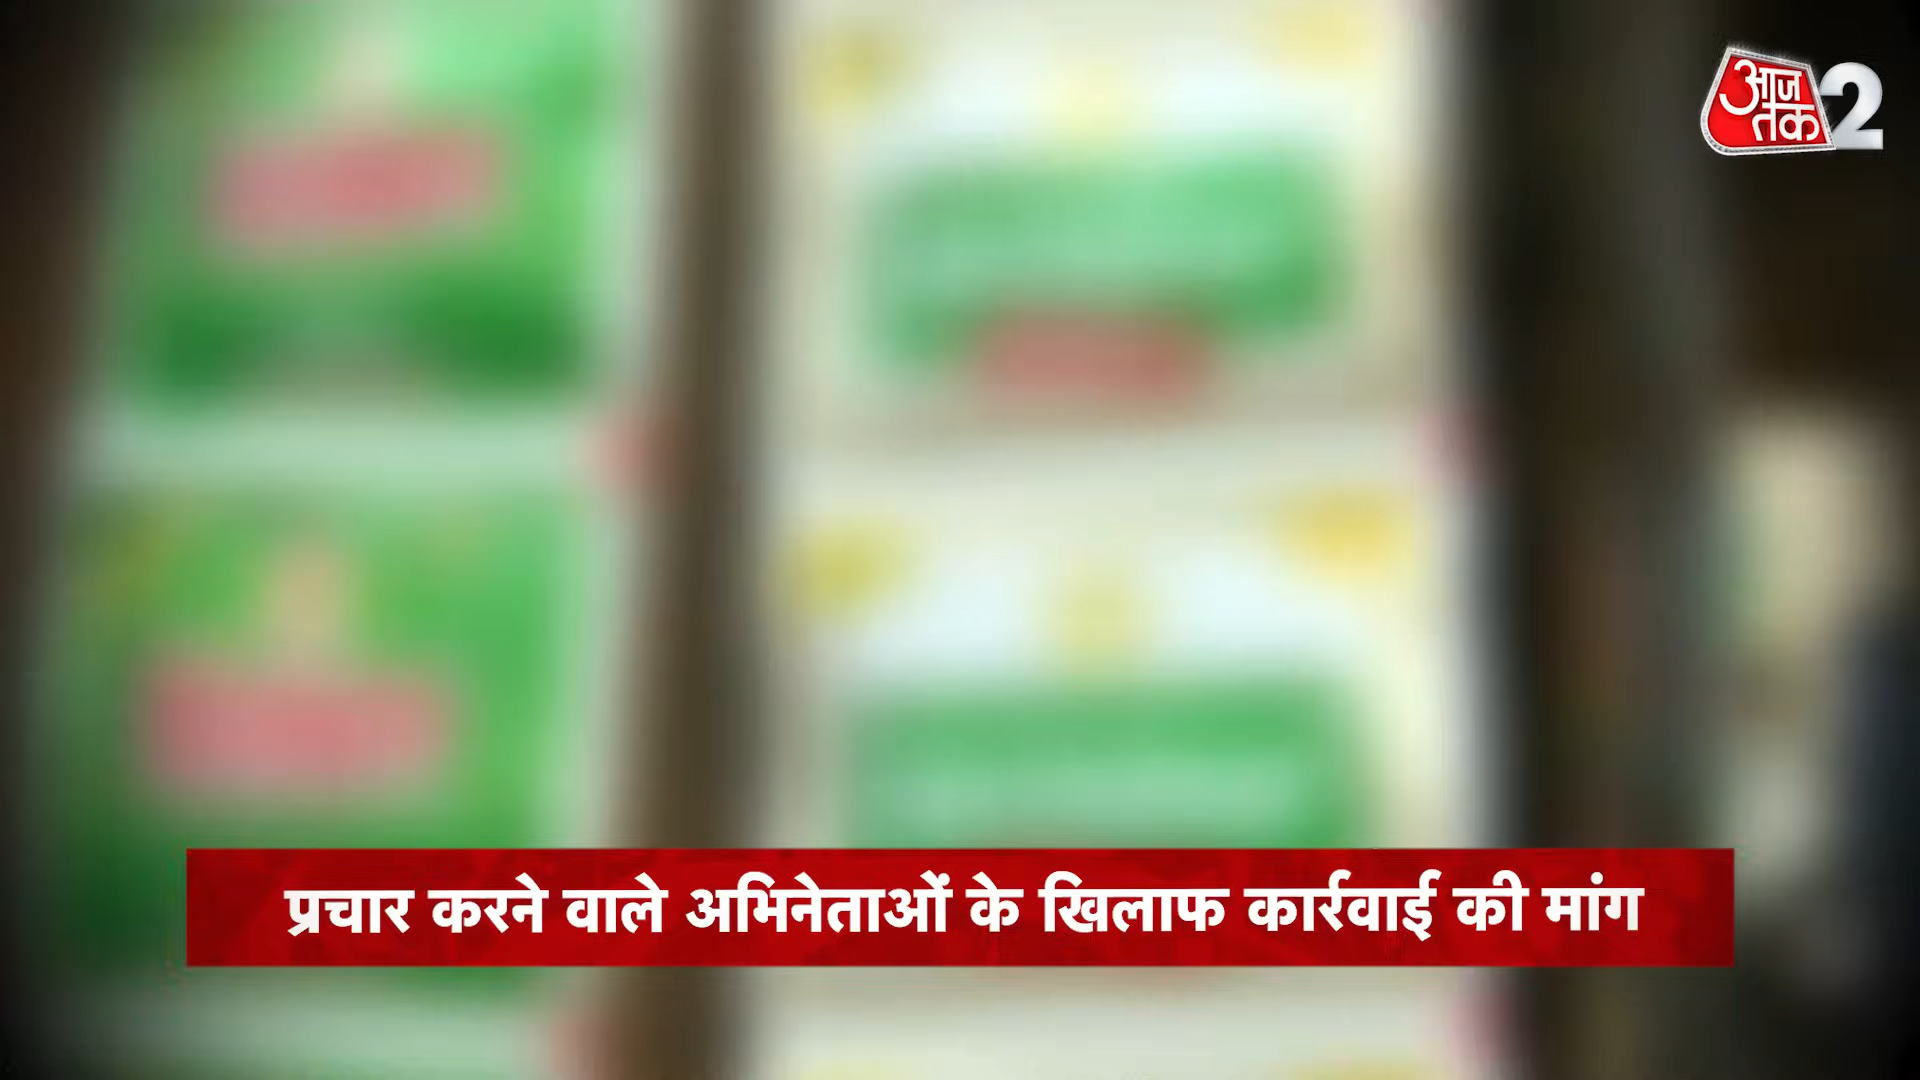 आज
तक 2
प्रचार करने वाले अभिनेताओं के खिलाफ कार्रवाई की मांग